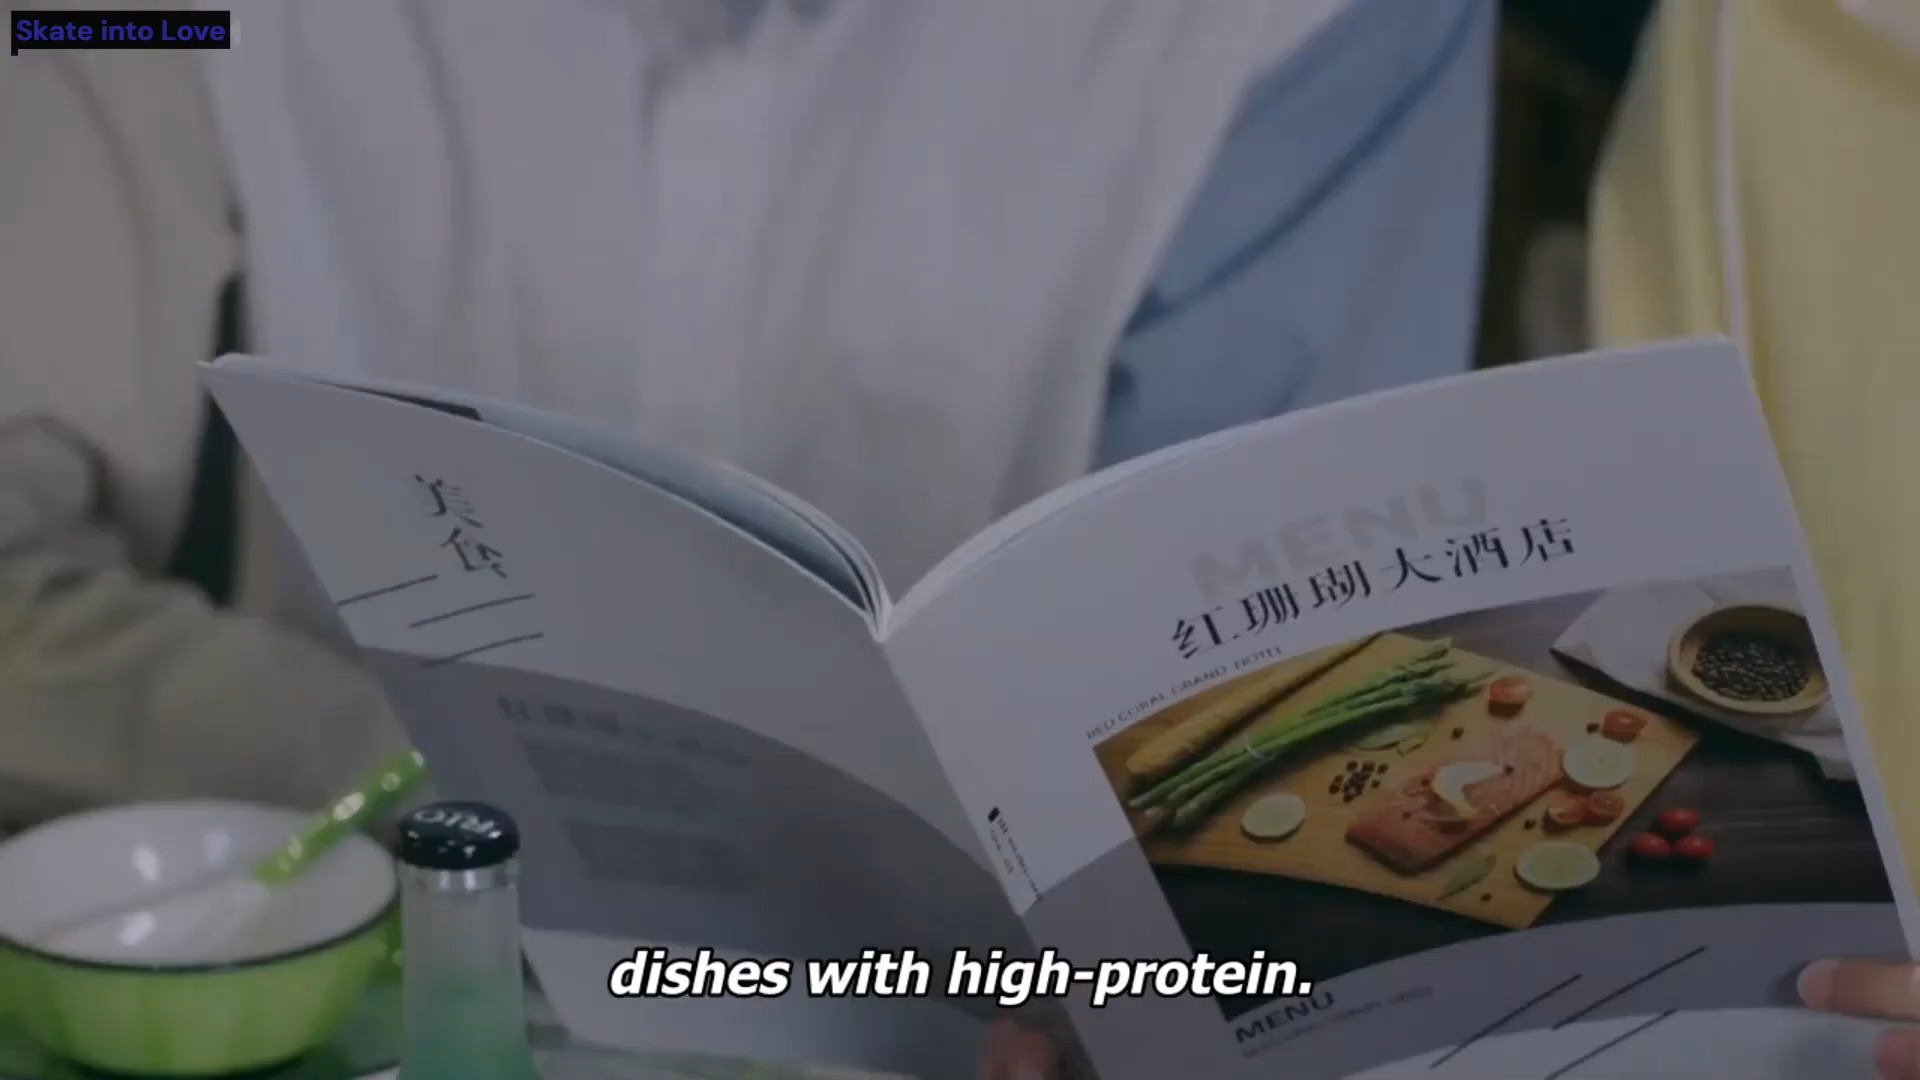 Skate into Love
美食
MENU
红珊瑚大酒店
RED CORAL GRAND HOTEL
RIO
MENU
dishes with high-protein.